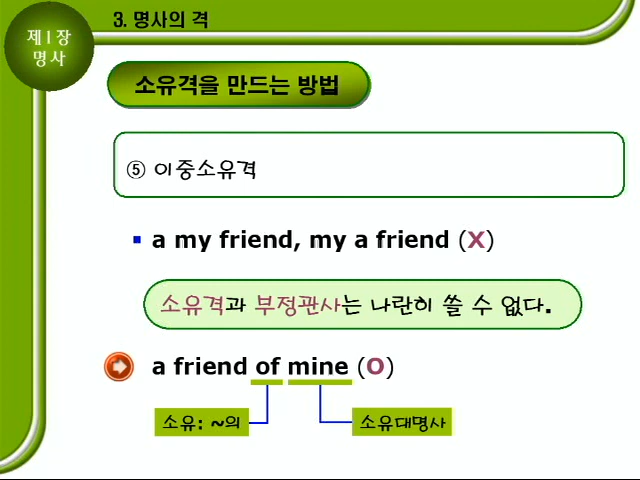 제1장
명사
3. 명사의 격
소유격을 만드는 방법
⑤ 이중소유격
a my friend, my a friend (X)
소유격과 부정관사는 나란히 쓸 수 없다.
a friend of mine (O)
소유: ~의
소유대명사